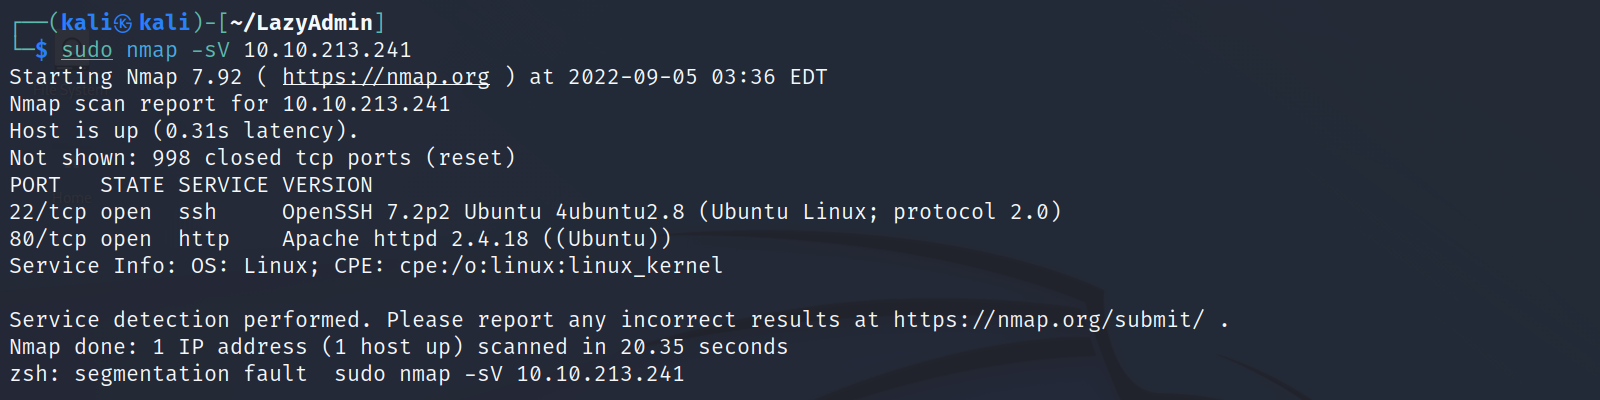 ┌──(kali㉿kali)-[~/LazyAdmin]
└─$ sudo nmap -sV 10.10.213.241
Starting Nmap 7.92 ( https://nmap.org ) at 2022-09-05 03:36 EDT
Nmap scan report for 10.10.213.241
Host is up (0.31s latency).
Not shown: 998 closed tcp ports (reset)
PORT   STATE SERVICE VERSION
22/tcp open  ssh     OpenSSH 7.2p2 Ubuntu 4ubuntu2.8 (Ubuntu Linux; protocol 2.0)
80/tcp open  http    Apache httpd 2.4.18 ((Ubuntu))
Service Info: OS: Linux; CPE: cpe:/o:linux:linux_kernel

Service detection performed. Please report any incorrect results at https://nmap.org/submit/ .
Nmap done: 1 IP address (1 host up) scanned in 20.35 seconds
zsh: segmentation fault  sudo nmap -sV 10.10.213.241